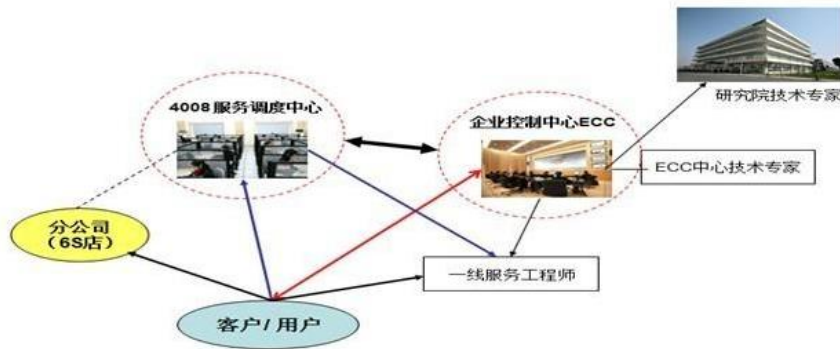 研究院技术专家
4008服务调度中心
企业控制中心ECC
ECC中心技术专家
分公司
（6S店）
一线服务工程师
客户/用户